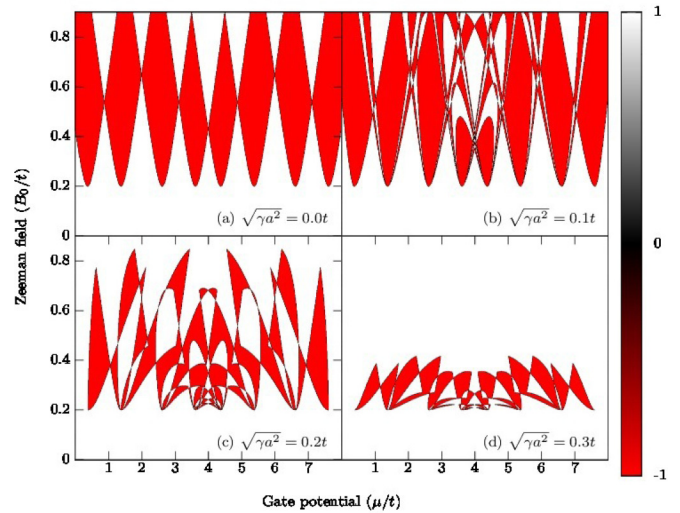 0.8
0.6
0.4
0.2
0
(a) √γa² = 0.0t
(b) √γa² = 0.1t
1
0
-1
Zeeman field (B₀/t)
0.8
0.6
0.4
0.2
0
(c) √γa² = 0.2t
(d) √γa² = 0.3t
1 2 3 4 5 6 7 1 2 3 4 5 6 7
Gate potential (μ/t)